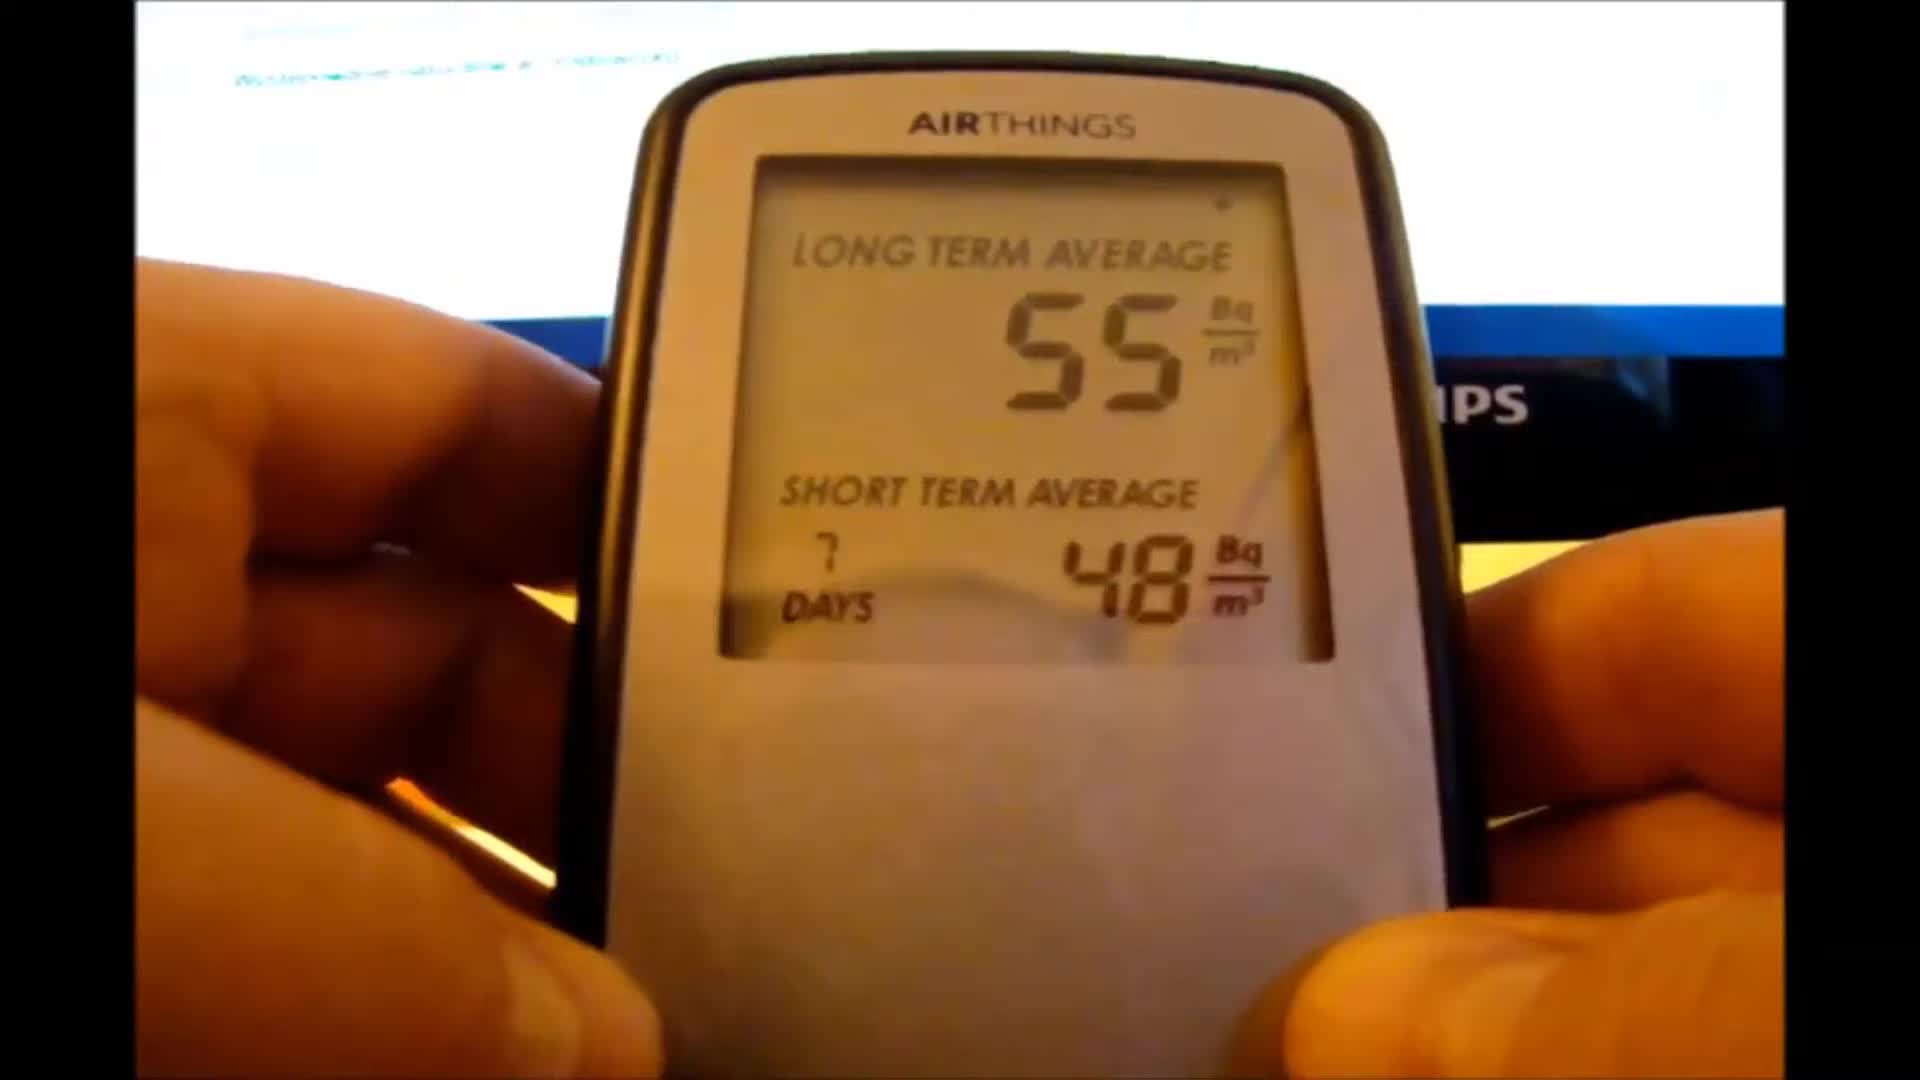 AIRTHINGS
LONG TERM AVERAGE
55 Bq/m³
SHORT TERM AVERAGE
7 DAYS
48 Bq/m³
IPS